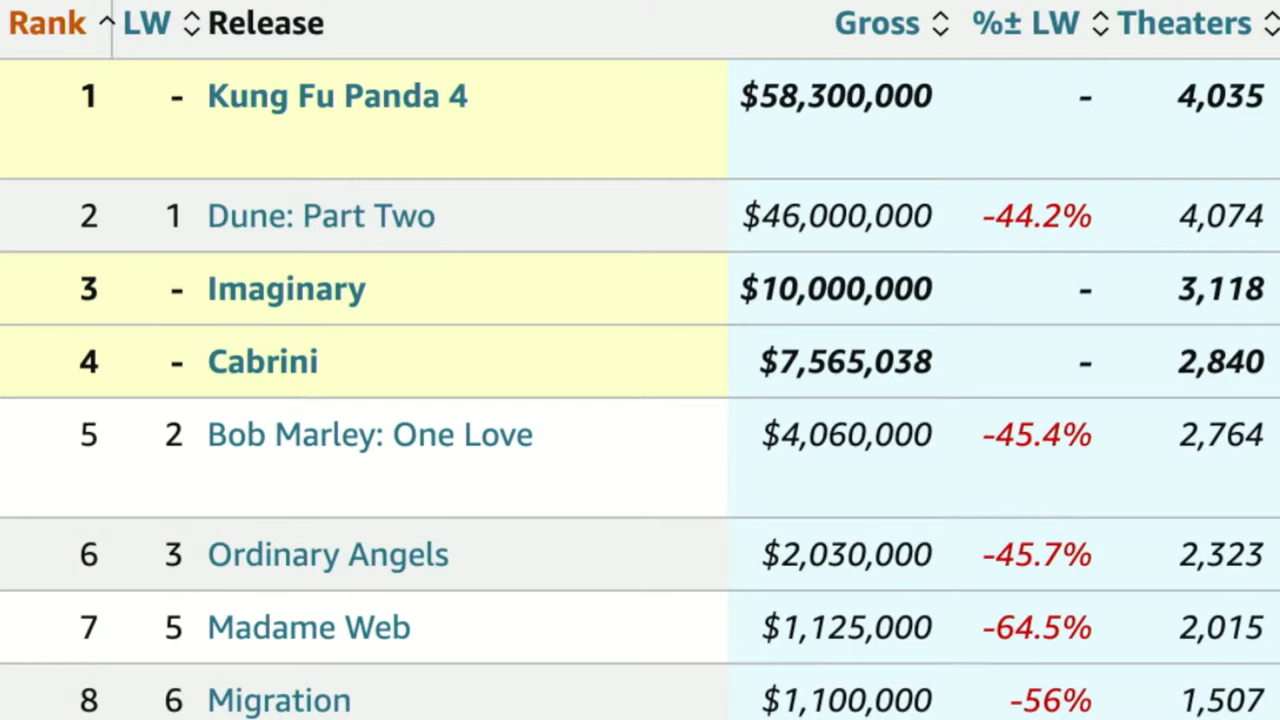 Rank LW Release Gross %± LW Theaters
1 - Kung Fu Panda 4 $58,300,000 - 4,035
2 1 Dune: Part Two $46,000,000 -44.2% 4,074
3 - Imaginary $10,000,000 - 3,118
4 - Cabrini $7,565,038 - 2,840
5 2 Bob Marley: One Love $4,060,000 -45.4% 2,764
6 3 Ordinary Angels $2,030,000 -45.7% 2,323
7 5 Madame Web $1,125,000 -64.5% 2,015
8 6 Migration $1,100,000 -56% 1,507